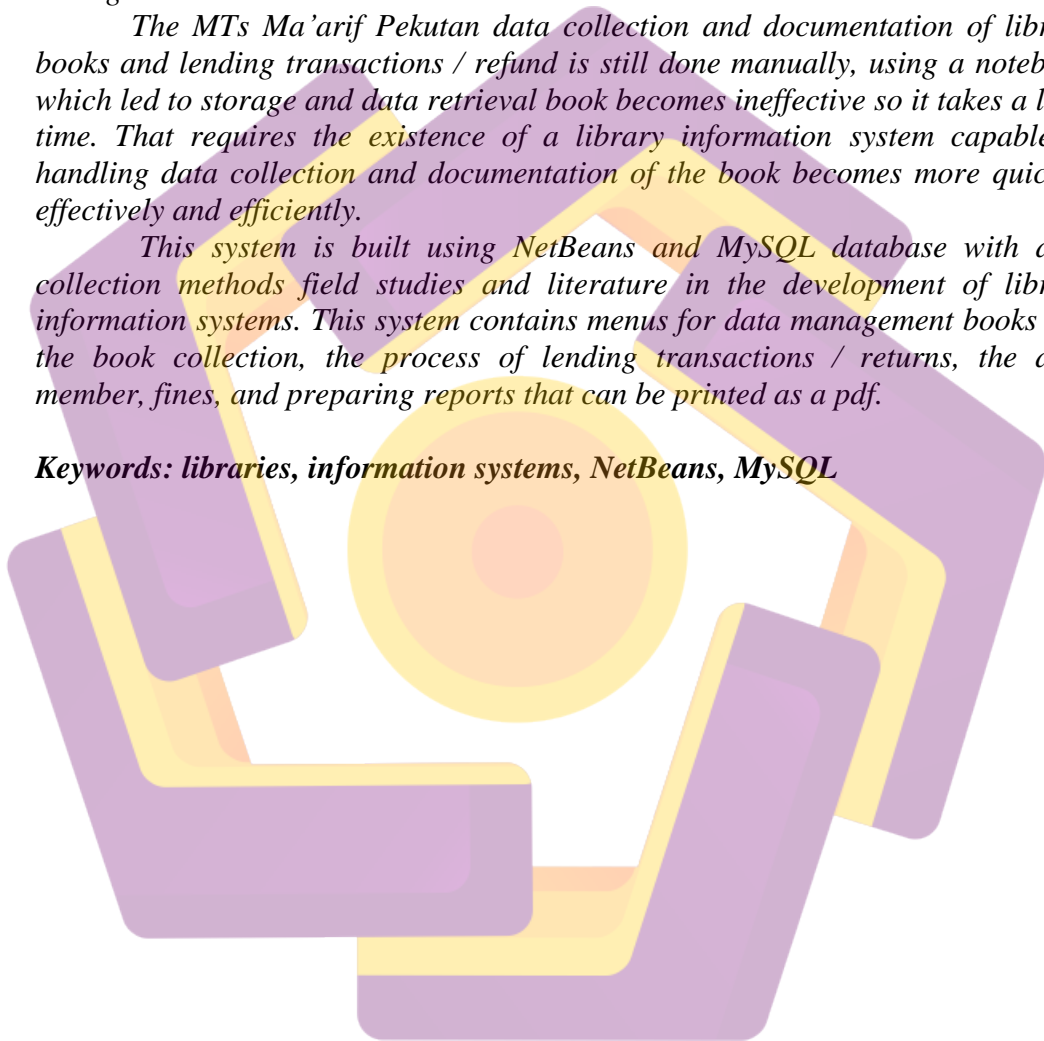 The MTs Ma’arif Pekutan data collection and documentation of libr
books and lending transactions / refund is still done manually, using a noteb
which led to storage and data retrieval book becomes ineffective so it takes a l
time. That requires the existence of a library information system capable
handling data collection and documentation of the book becomes more quic
effectively and efficiently.
This system is built using NetBeans and MySQL database with
collection methods field studies and literature in the development of libr
information systems. This system contains menus for data management books
the book collection, the process of lending transactions / returns, the
member, fines, and preparing reports that can be printed as a pdf.
Keywords: libraries, information systems, NetBeans, MySQL